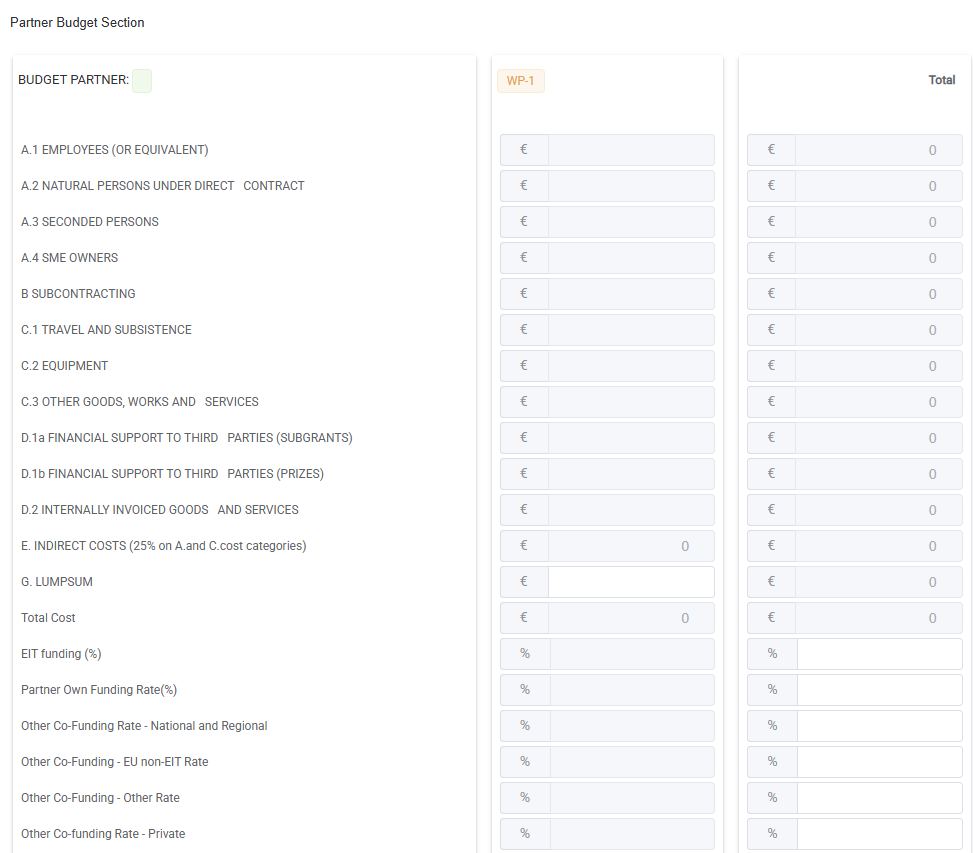 Partner Budget Section
BUDGET PARTNER: WP-1 Total
A.1 EMPLOYEES (OR EQUIVALENT) € € 0
A.2 NATURAL PERSONS UNDER DIRECT CONTRACT € € 0
A.3 SECONDED PERSONS € € 0
A.4 SME OWNERS € € 0
B SUBCONTRACTING € € 0
C.1 TRAVEL AND SUBSISTENCE € € 0
C.2 EQUIPMENT € € 0
C.3 OTHER GOODS, WORKS AND SERVICES € € 0
D.1a FINANCIAL SUPPORT TO THIRD PARTIES (SUBGRANTS) € € 0
D.1b FINANCIAL SUPPORT TO THIRD PARTIES (PRIZES) € € 0
D.2 INTERNALLY INVOICED GOODS AND SERVICES € € 0
E. INDIRECT COSTS (25% on A.and C.cost categories) € 0 € 0
G. LUMPSUM € € 0
Total Cost € 0 € 0
EIT funding (%) % %
Partner Own Funding Rate(%) % %
Other Co-Funding Rate - National and Regional % %
Other Co-Funding - EU non-EIT Rate % %
Other Co-Funding - Other Rate % %
Other Co-funding Rate - Private % %